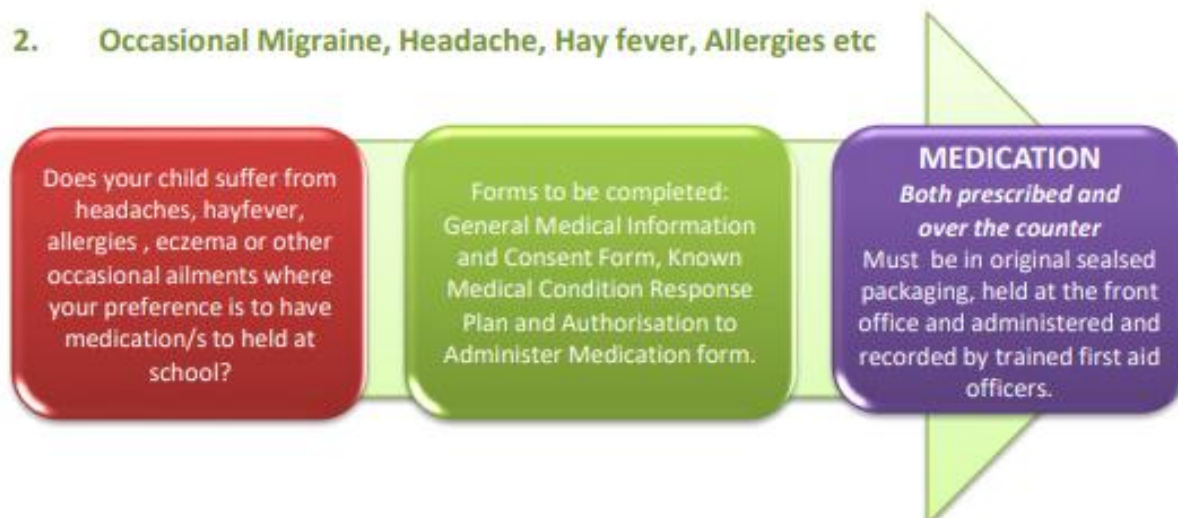 2. Occasional Migraine, Headache, Hay fever, Allergies etc
Does your child suffer from
headaches, hayfever,
allergies , eczema or other
occasional ailments where
your preference is to have
medication/s to held at
school?
Forms to be completed:
General Medical Information
and Consent Form, Known
Medical Condition Response
Plan and Authorisation to
Administer Medication form.
MEDICATION
Both prescribed and
over the counter
Must be in original sealsed
packaging, held at the front
office and administered and
recorded by trained first aid
officers.